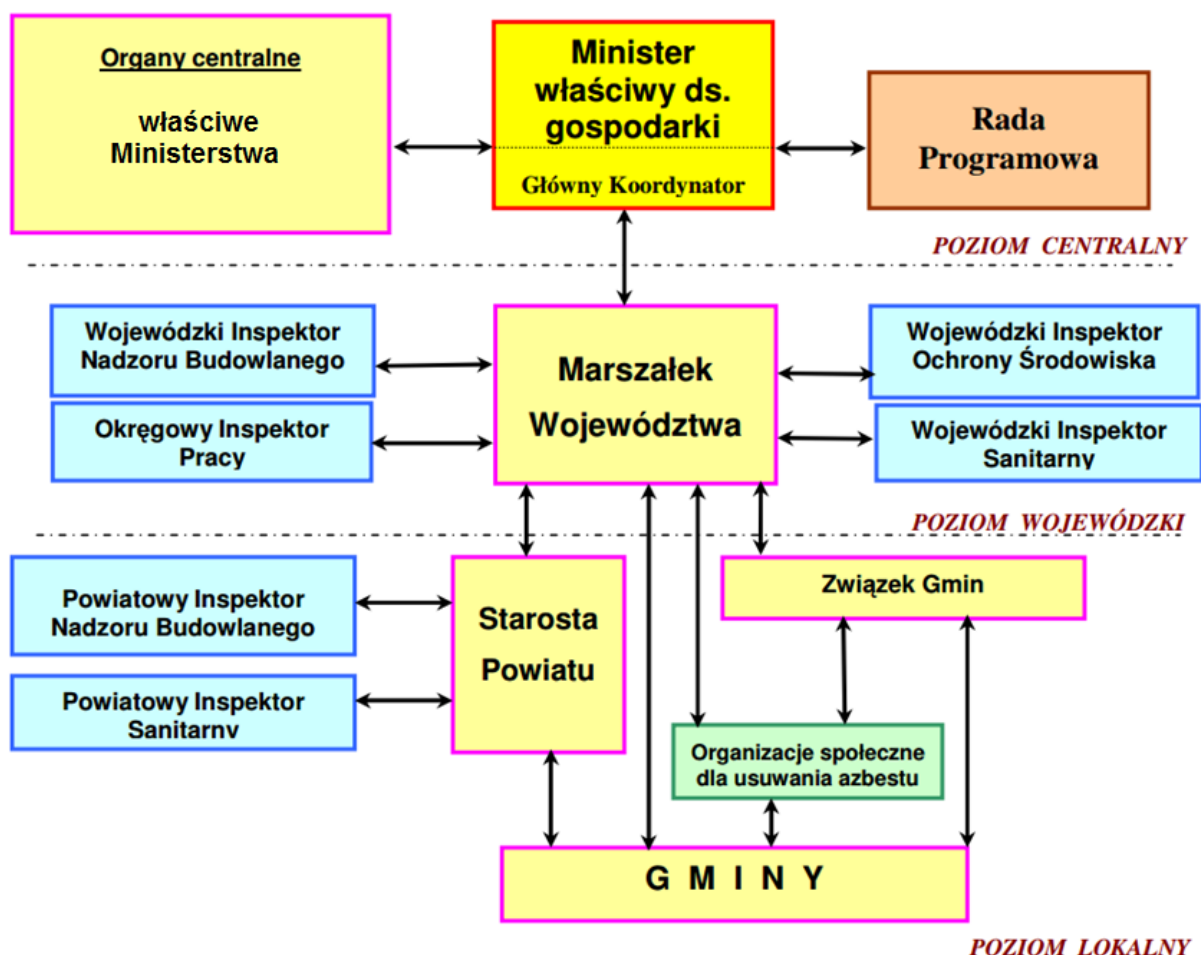 Organy centralne
właściwe
Ministerstwa
Minister
właściwy ds.
gospodarki
Główny Koordynator
Rada
Programowa
POZIOM CENTRALNY
Wojewódzki Inspektor
Nadzoru Budowlanego
Okręgowy Inspektor
Pracy
Marszałek
Województwa
Wojewódzki Inspektor
Ochrony Środowiska
Wojewódzki Inspektor
Sanitarny
POZIOM WOJEWÓDZKI
Powiatowy Inspektor
Nadzoru Budowlanego
Powiatowy Inspektor
Sanitarny
Starosta
Powiatu
Związek Gmin
Organizacje społeczne
dla usuwania azbestu
G M I N Y
POZIOM LOKALNY